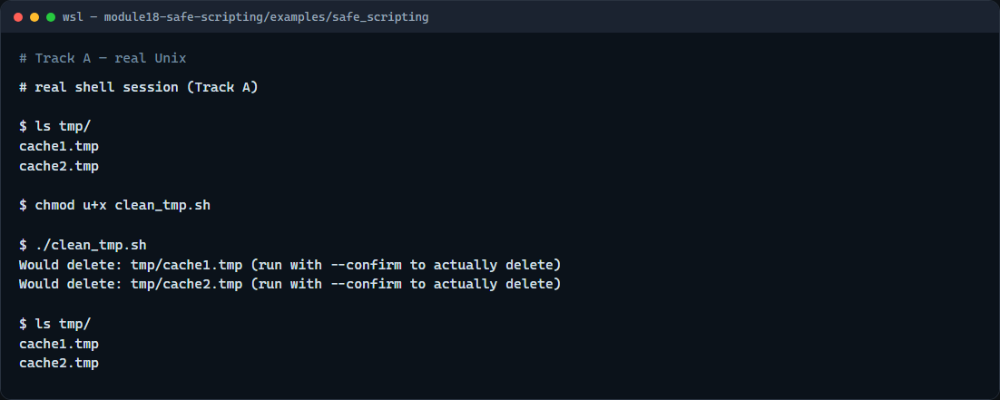 wsl — module18-safe-scripting/examples/safe_scripting
# Track A — real Unix
# real shell session (Track A)
$ ls tmp/
cache1.tmp
cache2.tmp
$ chmod u+x clean_tmp.sh
$ ./clean_tmp.sh
Would delete: tmp/cache1.tmp (run with --confirm to actually delete)
Would delete: tmp/cache2.tmp (run with --confirm to actually delete)
$ ls tmp/
cache1.tmp
cache2.tmp